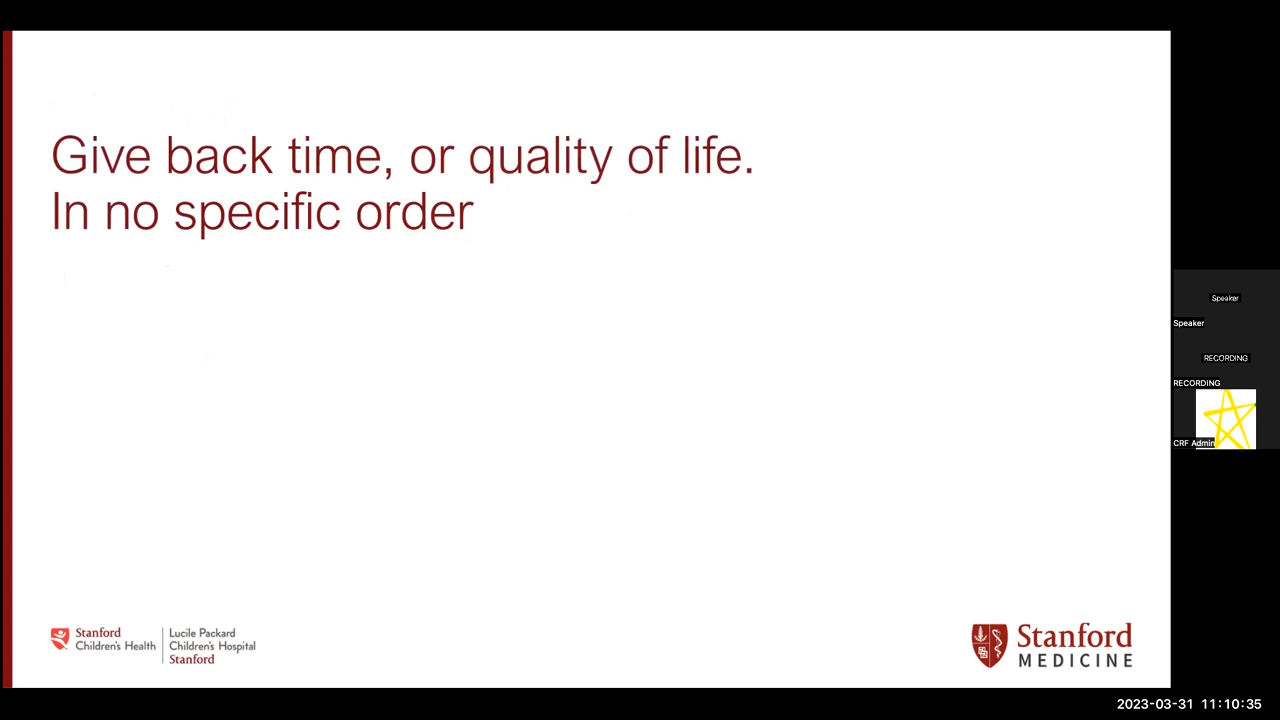 Give back time, or quality of life.
In no specific order
Speaker
Speaker
RECORDING
RECORDING
CRF Admin
Stanford
Children's Health
Lucile Packard
Children's Hospital
Stanford
Stanford
MEDICINE
2023-03-31 11:10:35